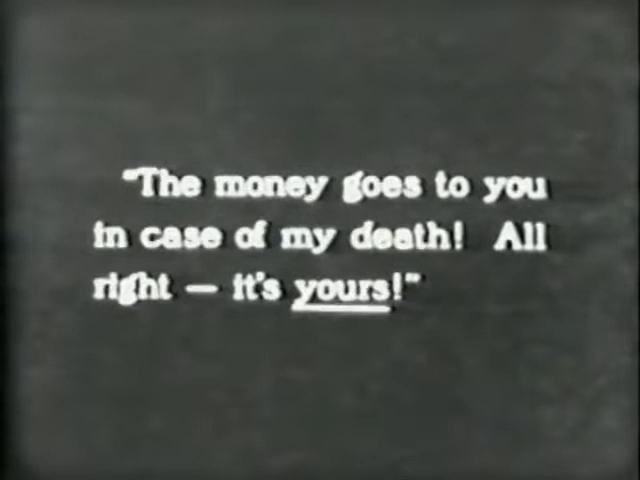 "The money goes to you
in case of my death! All
right — it's yours!"